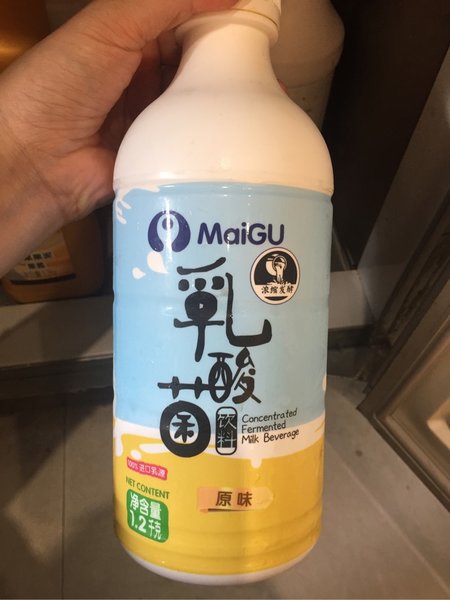 MaiGU
浓缩发酵
乳酸菌
饮料
Concentrated
Fermented
Milk Beverage
100%进口乳源
NET CONTENT
净含量
1.2千克
原味